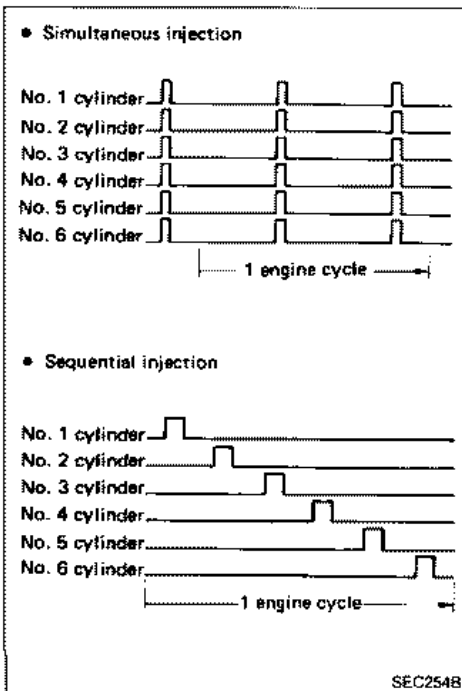 • Simultaneous injection
No. 1 cylinder
No. 2 cylinder
No. 3 cylinder
No. 4 cylinder
No. 5 cylinder
No. 6 cylinder
1 engine cycle
• Sequential injection
No. 1 cylinder
No. 2 cylinder
No. 3 cylinder
No. 4 cylinder
No. 5 cylinder
No. 6 cylinder
1 engine cycle
SEC254B